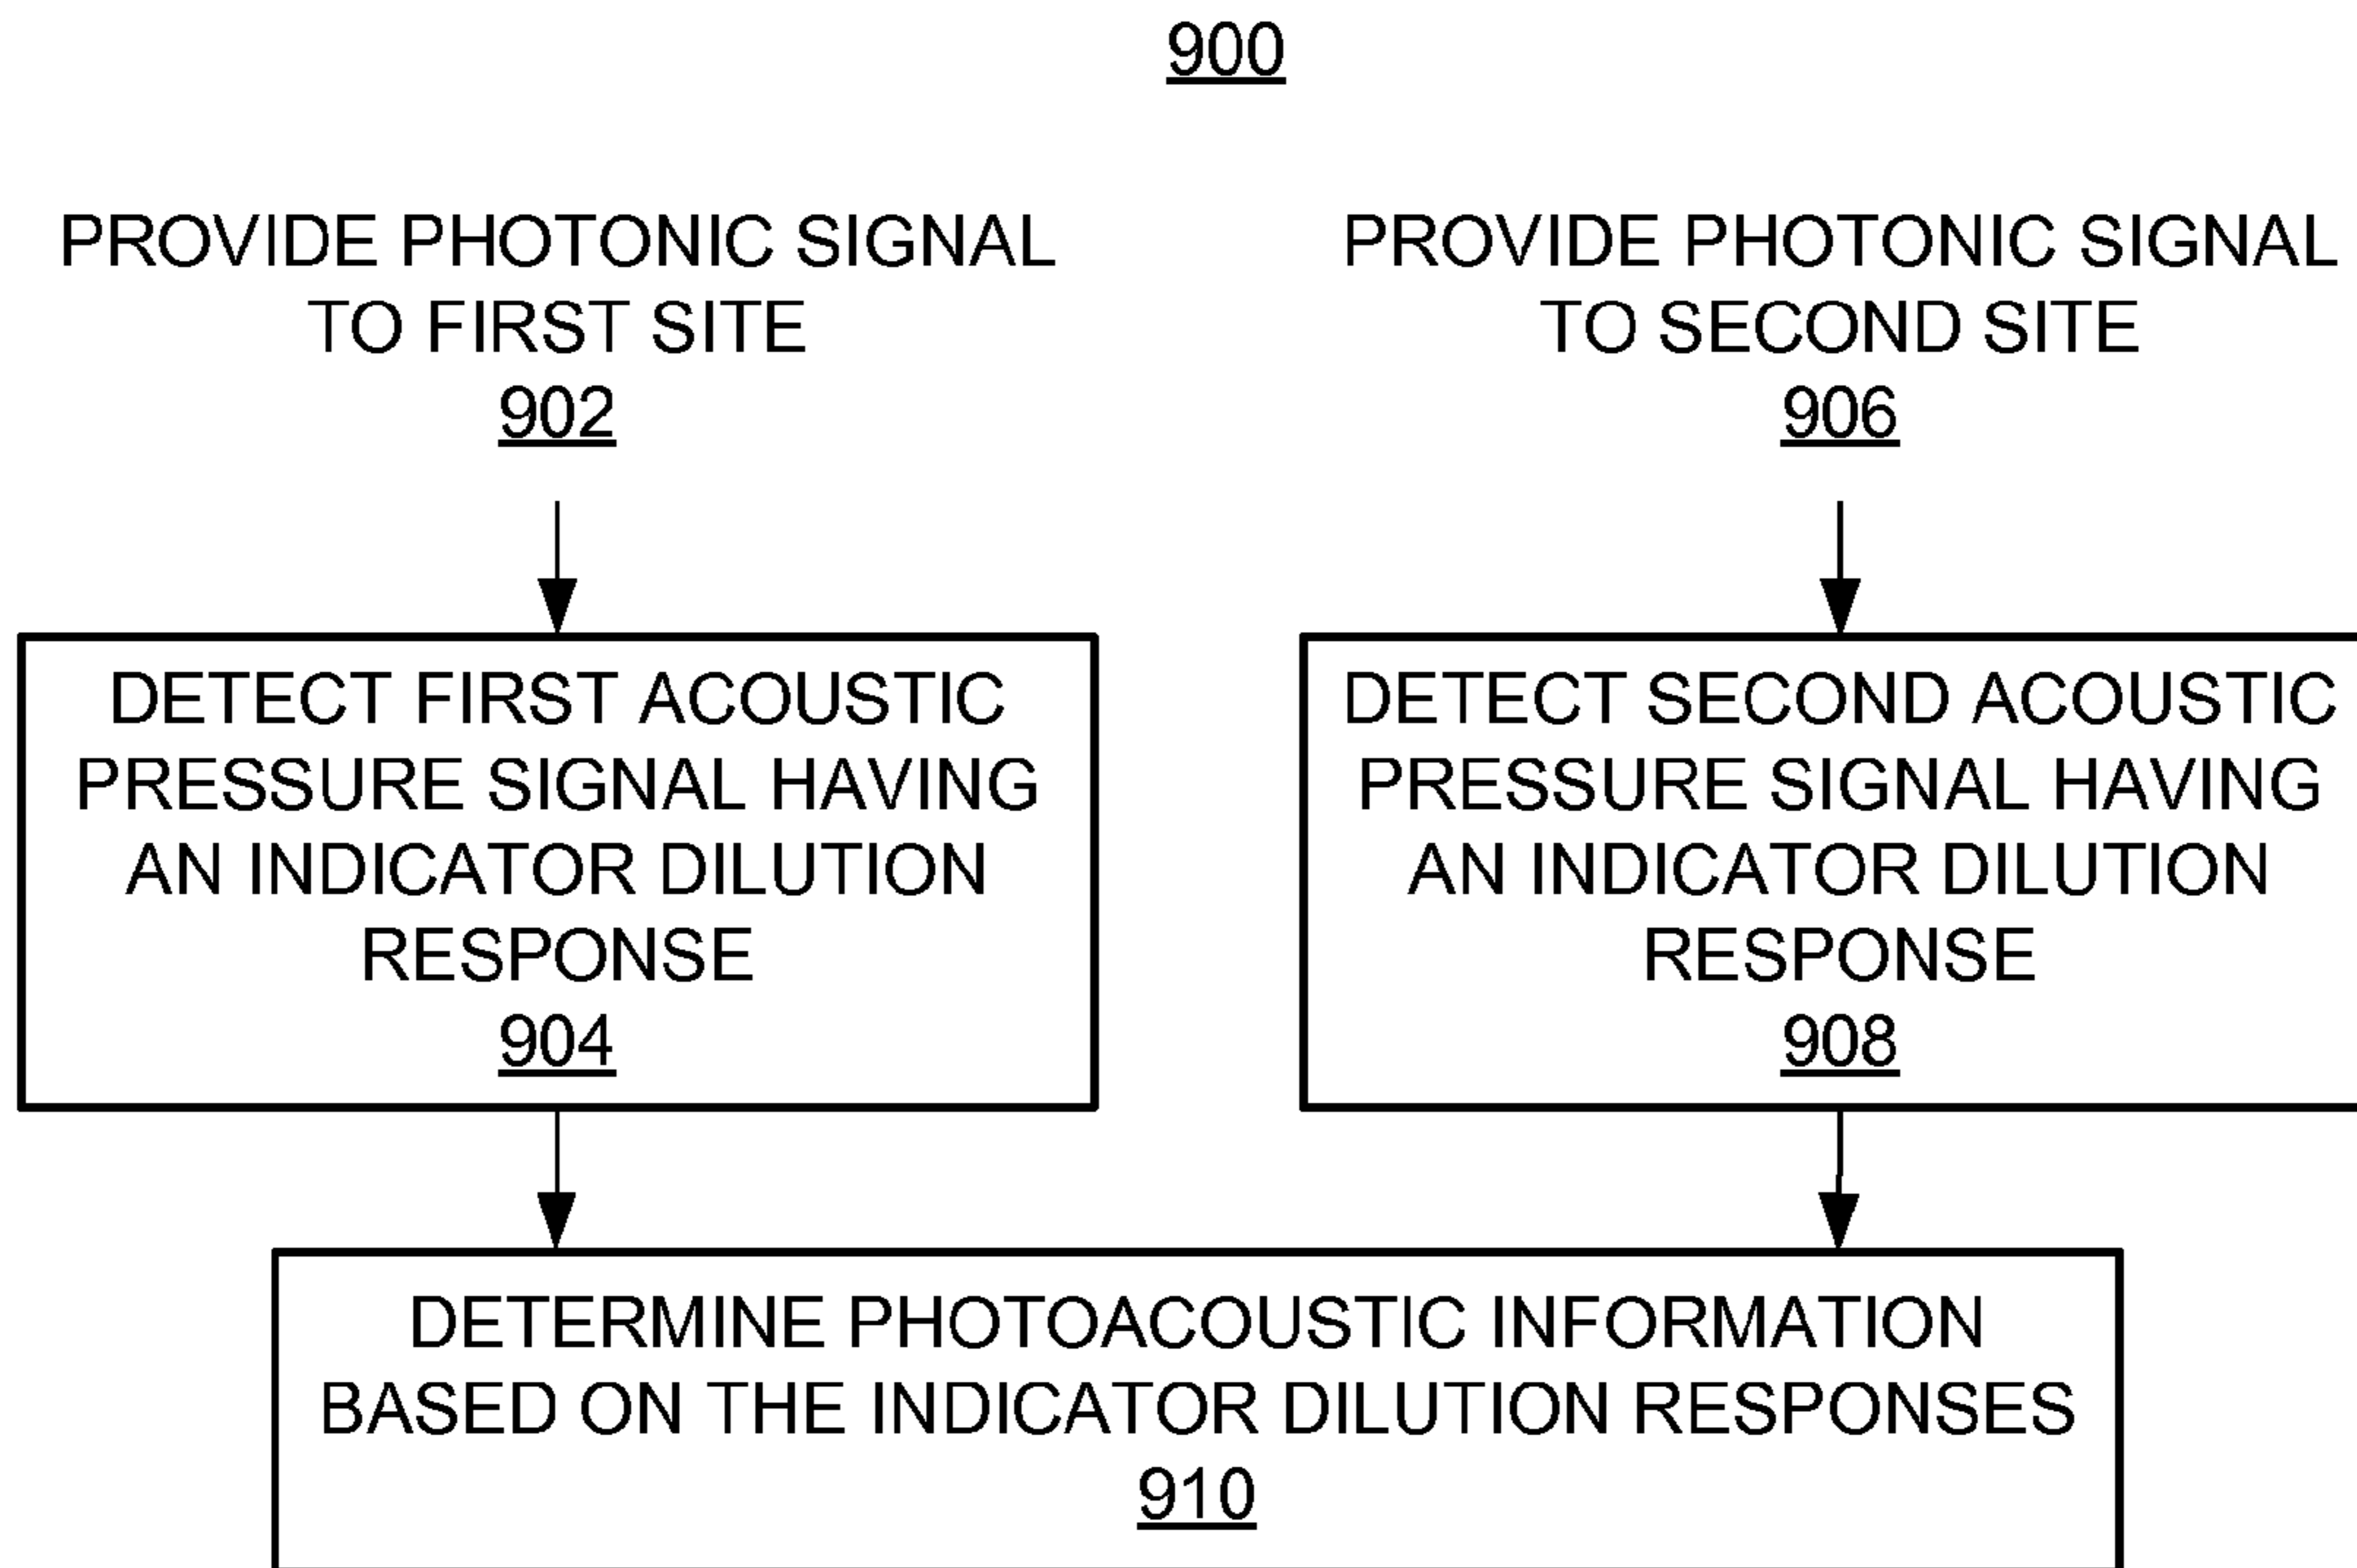 900
PROVIDE PHOTONIC SIGNAL
TO FIRST SITE
902
PROVIDE PHOTONIC SIGNAL
TO SECOND SITE
906
DETECT FIRST ACOUSTIC
PRESSURE SIGNAL HAVING
AN INDICATOR DILUTION
RESPONSE
904
DETECT SECOND ACOUSTIC
PRESSURE SIGNAL HAVING
AN INDICATOR DILUTION
RESPONSE
908
DETERMINE PHOTOACOUSTIC INFORMATION
BASED ON THE INDICATOR DILUTION RESPONSES
910